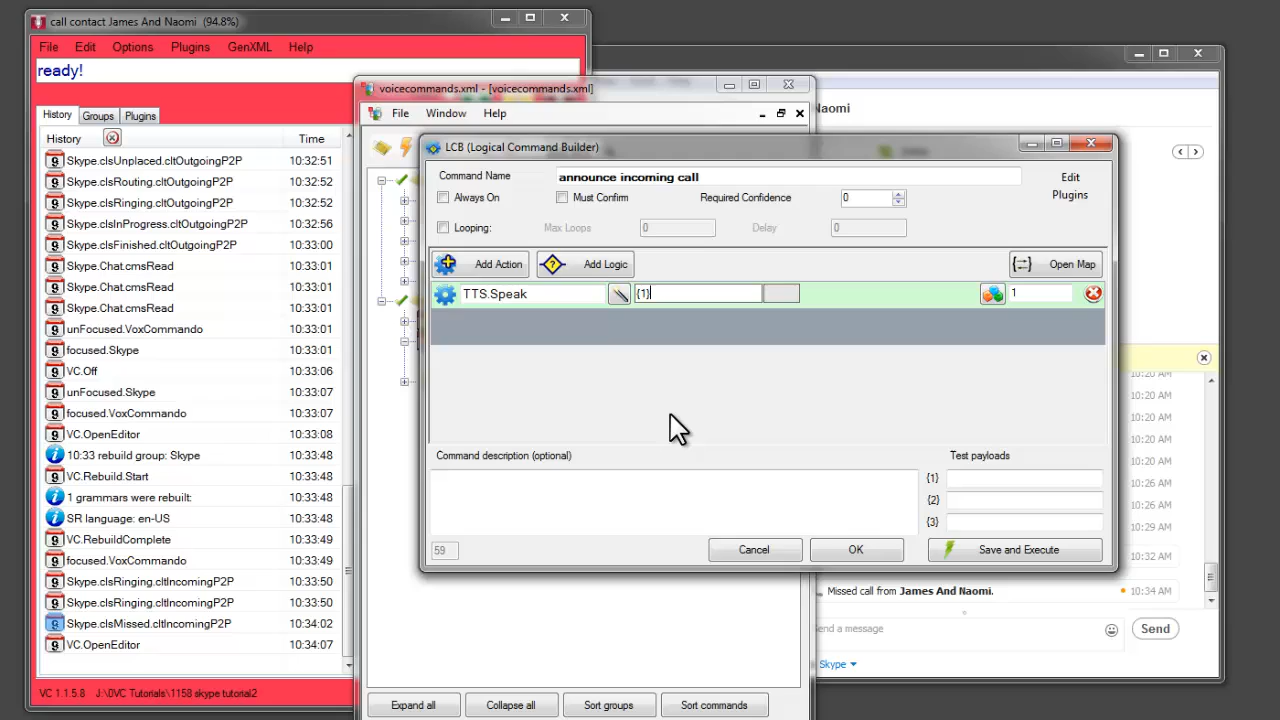 call contact James And Naomi (94.8%)
File Edit Options Plugins GenXML Help
ready!
History Groups Plugins
History Time
Skype.clsUnplaced.cltOutgoingP2P 10:32:51
Skype.clsRouting.cltOutgoingP2P 10:32:52
Skype.clsRinging.cltOutgoingP2P 10:32:52
Skype.clsInProgress.cltOutgoingP2P 10:32:56
Skype.clsFinished.cltOutgoingP2P 10:33:00
Skype.Chat.cmsRead 10:33:01
Skype.Chat.cmsRead 10:33:01
Skype.Chat.cmsRead 10:33:01
unFocused.VoxCommando 10:33:01
focused.Skype 10:33:01
VC.Off 10:33:06
unFocused.Skype 10:33:07
focused.VoxCommando 10:33:07
VC.OpenEditor 10:33:08
10:33 rebuild group: Skype 10:33:48
VC.Rebuild.Start 10:33:48
1 grammars were rebuilt: 10:33:48
SR language: en-US 10:33:48
VC.RebuildComplete 10:33:49
focused.VoxCommando 10:33:49
Skype.clsRinging.cltIncomingP2P 10:33:50
Skype.clsRinging.cltIncomingP2P 10:33:50
Skype.clsMissed.cltIncomingP2P 10:34:02
VC.OpenEditor 10:34:07
VC 1.1.5.8 J:\0VC Tutorials\1158 skype tutorial2
voicecommands.xml - [voicecommands.xml]
File Window Help
LCB (Logical Command Builder)
Command Name announce incoming call
Edit
Plugins
Always On Must Confirm Required Confidence 0
Looping: Max Loops 0 Delay 0
Add Action Add Logic Open Map
TTS.Speak {1} 1
Command description (optional) Test payloads
{1}
{2}
{3}
59 Cancel OK Save and Execute
Expand all Collapse all Sort groups Sort commands
Naomi
10:20 AM
10:20 AM
10:20 AM
10:20 AM
10:20 AM
10:26 AM
10:26 AM
10:29 AM
10:32 AM
Missed call from James And Naomi. 10:34 AM
end a message Send
Skype